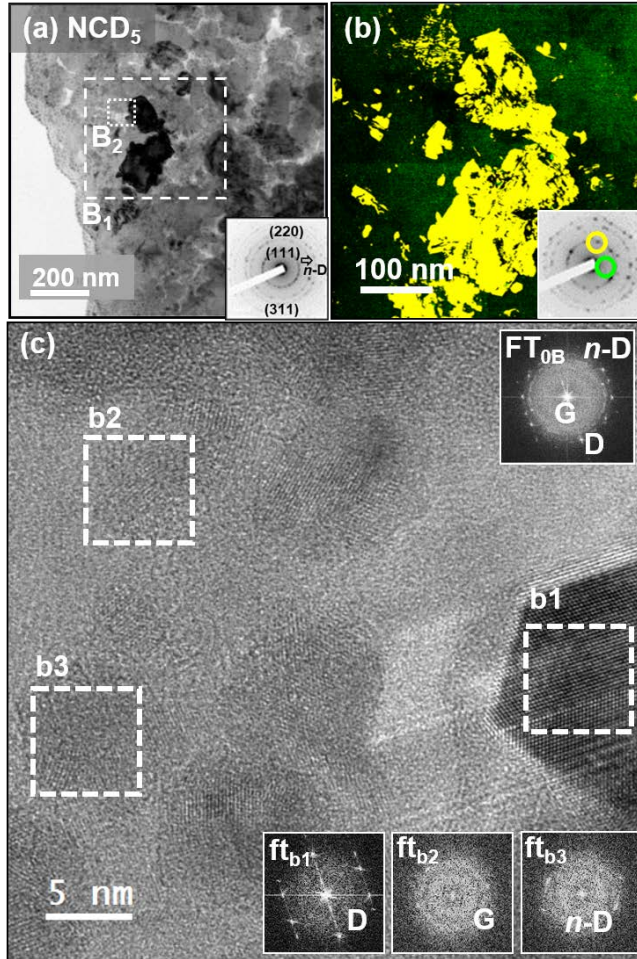 (a) NCD5
B2
B1
200 nm
(220)
(111)
n-D
(311)
(b)
100 nm
(c)
FT0B n-D
G
D
b2
b1
b3
5 nm
ftb1
D
ftb2
G
ftb3
n-D